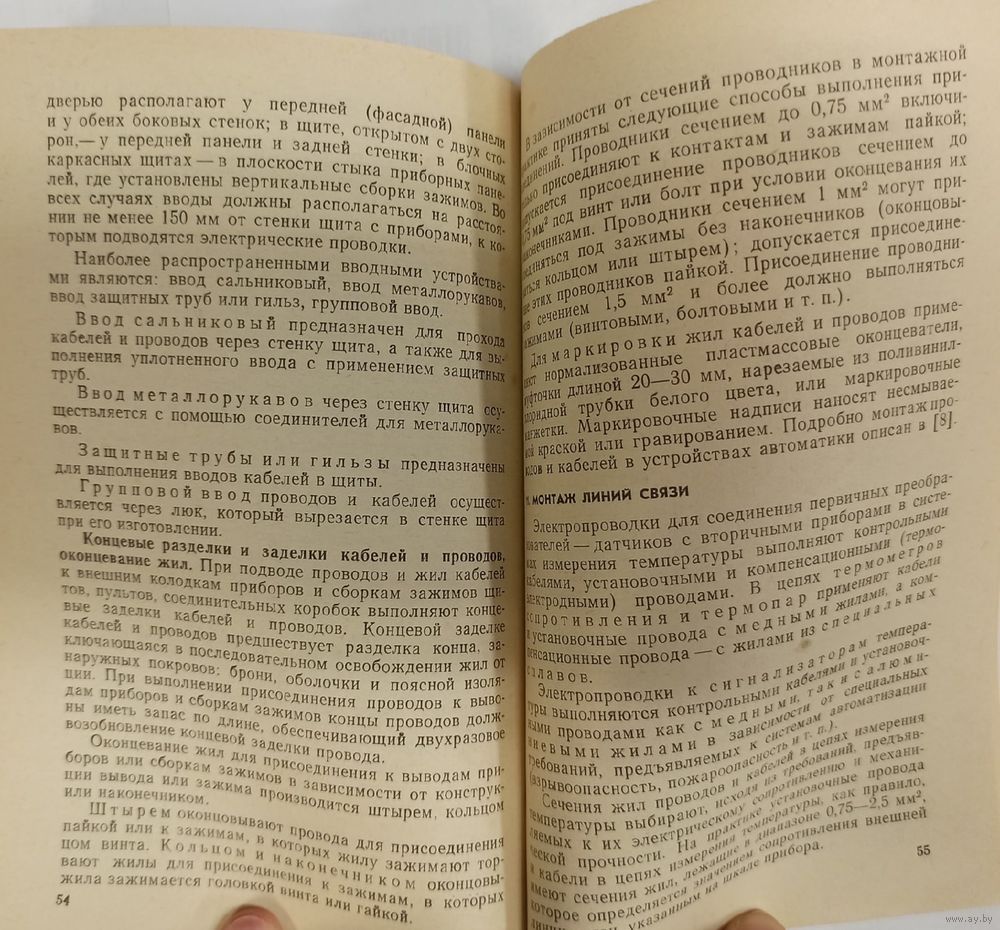 дверью располагают у передней (фасадной) панели
и у обеих боковых стенок; в щите, открытом с двух сто-
рон,— у передней панели и задней стенки; в блочных
каркасных щитах — в плоскости стыка приборных пане-
лей, где установлены вертикальные сборки зажимов. Во
всех случаях вводы должны располагаться на расстоя-
нии не менее 150 мм от стенки щита с приборами, к ко-
торым подводятся электрические проводки.
Наиболее распространенными вводными устройства-
ми являются: ввод сальниковый, ввод металлорукавов,
ввод защитных труб или гильз, групповой ввод.
Ввод сальниковый предназначен для прохода
кабелей и проводов через стенку щита, а также для вы-
полнения уплотненного ввода с применением защитных
труб.
Ввод металлорукавов через стенку щита осу-
ществляется с помощью соединителей для металлорука-
вов.
Защитные трубы или гильзы предназначены
для выполнения вводов кабелей в щиты.
Групповой ввод проводов и кабелей осущест-
вляется через люк, который вырезается в стенке щита
при его изготовлении.
Концевые разделки и заделки кабелей и проводов,
оконцевание жил. При подводе проводов и жил кабелей
к внешним колодкам приборов и сборкам зажимов щи-
тов, пультов, соединительных коробок выполняют конце-
вые заделки кабелей и проводов. Концевой заделке
кабелей и проводов предшествует разделка конца, за-
ключающаяся в последовательном освобождении жил от
наружных покровов: брони, оболочки и поясной изоля-
ции. При выполнении присоединения проводов к выво-
дам приборов и сборкам зажимов концы проводов долж-
ны иметь запас по длине, обеспечивающий двухразовое
возобновление концевой заделки провода.
Оконцевание жил для присоединения к выводам при-
боров или сборкам зажимов в зависимости от конструк-
ции вывода или зажима производится штырем, кольцом
или наконечником.
Штырем оконцовывают провода для присоединения
пайкой или к зажимам, в которых жилу зажимают тор-
цом винта. Кольцом и наконечником оконцовы-
вают жилы для присоединения к зажимам, в которых
жила зажимается головкой винта или гайкой.
54
В зависимости от сечений проводников в монтажной
практике приняты следующие способы выполнения при-
соединений. Проводники сечением до 0,75 мм² включи-
только присоединяют к контактам и зажимам пайкой;
допускается присоединение проводников сечением до
0,75 мм² под винт или болт при условии оконцевания их
наконечниками. Проводники сечением 1 мм² могут при-
соединяться под зажимы без наконечников (оконцовы-
ваться кольцом или штырем); допускается присоедине-
ние этих проводников пайкой. Присоединение проводни-
ков сечением 1,5 мм² и более должно выполняться
зажимами (винтовыми, болтовыми и т. п.).
Для маркировки жил кабелей и проводов приме-
няют нормализованные пластмассовые оконцеватели,
муфточки длиной 20—30 мм, нарезаемые из поливинил-
хлоридной трубки белого цвета, или маркировочные
манжетки. Маркировочные надписи наносят несмывае-
мой краской или гравированием. Подробно монтаж про-
водов и кабелей в устройствах автоматики описан в [8].
11. МОНТАЖ ЛИНИЙ СВЯЗИ
Электропроводки для соединения первичных преобра-
зователей — датчиков с вторичными приборами в систе-
мах измерения температуры выполняют контрольными
кабелями, установочными и компенсационными (термо-
электродными) проводами. В цепях термометров
сопротивления и термопар применяют кабели
и установочные провода с медными жилами, а ком-
пенсационные провода — с жилами из специальных
сплавов.
Электропроводки к сигнализаторам темпера-
туры выполняются контрольными кабелями и установоч-
ными проводами как с медными, так и с алюми-
ниевыми жилами в зависимости от специальных
требований, предъявляемых к системам автоматизации
(взрывоопасность, пожароопасность и т. п.).
Сечения жил проводов и кабелей в цепях измерения
температуры выбирают, исходя из требований, предъяв-
ляемых к их электрическому сопротивлению и механи-
ческой прочности. На практике установочные провода
и кабели в цепях измерения температуры, как правило,
имеют сечения жил, лежащие в диапазоне 0,75—2,5 мм²,
которое определяется значением сопротивления внешней
линии указанным на шкале прибора.
55
www.ay.by